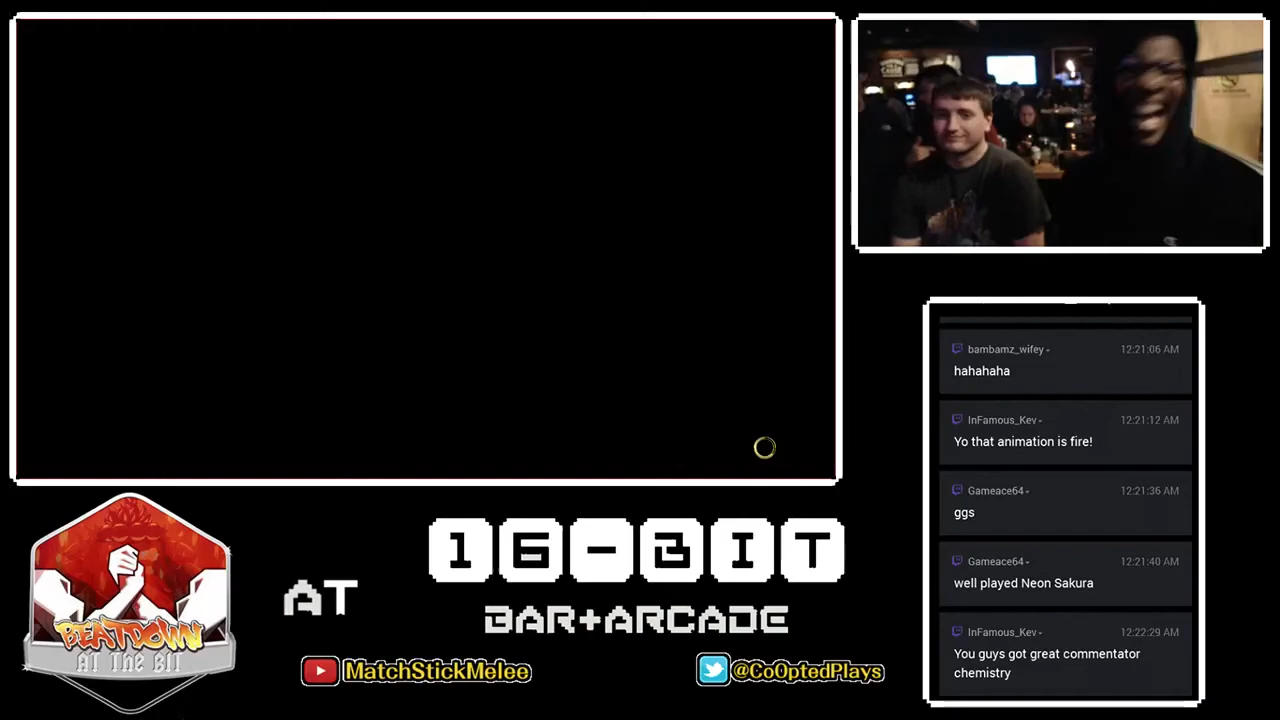 bambamz_wifey
12:21:06 AM
hahahaha
InFamous_Kev
12:21:12 AM
Yo that animation is fire!
Gameace64
12:21:36 AM
ggs
Gameace64
12:21:40 AM
well played Neon Sakura
InFamous_Kev
12:22:29 AM
You guys got great commentator
chemistry
BEATDOWN
AT THE BIT
AT
16-BIT
BAR+ARCADE
MatchStickMelee
@CoOptedPlays